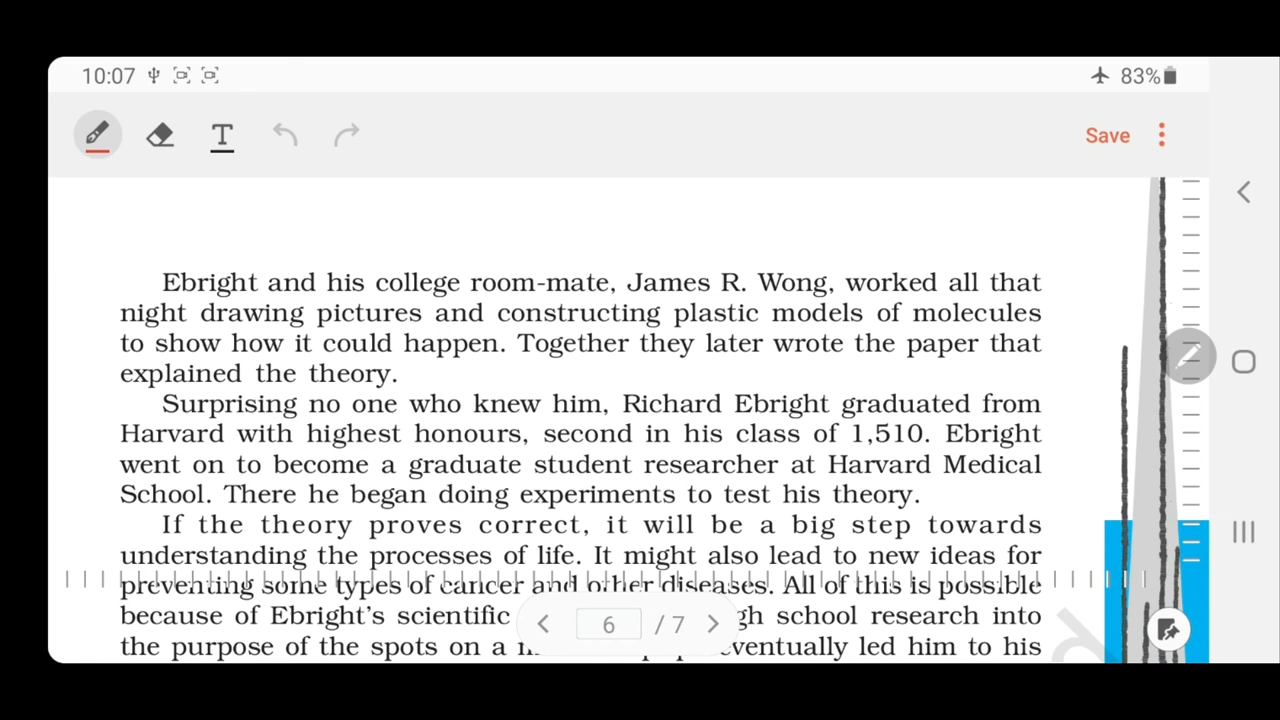 10:07
83%
T
Save
Ebright and his college room-mate, James R. Wong, worked all that
night drawing pictures and constructing plastic models of molecules
to show how it could happen. Together they later wrote the paper that
explained the theory.
Surprising no one who knew him, Richard Ebright graduated from
Harvard with highest honours, second in his class of 1,510. Ebright
went on to become a graduate student researcher at Harvard Medical
School. There he began doing experiments to test his theory.
If the theory proves correct, it will be a big step towards
understanding the processes of life. It might also lead to new ideas for
preventing some types of cancer and other diseases. All of this is possible
because of Ebright's scientific gh school research into
the purpose of the spots on a eventually led him to his
6 / 7